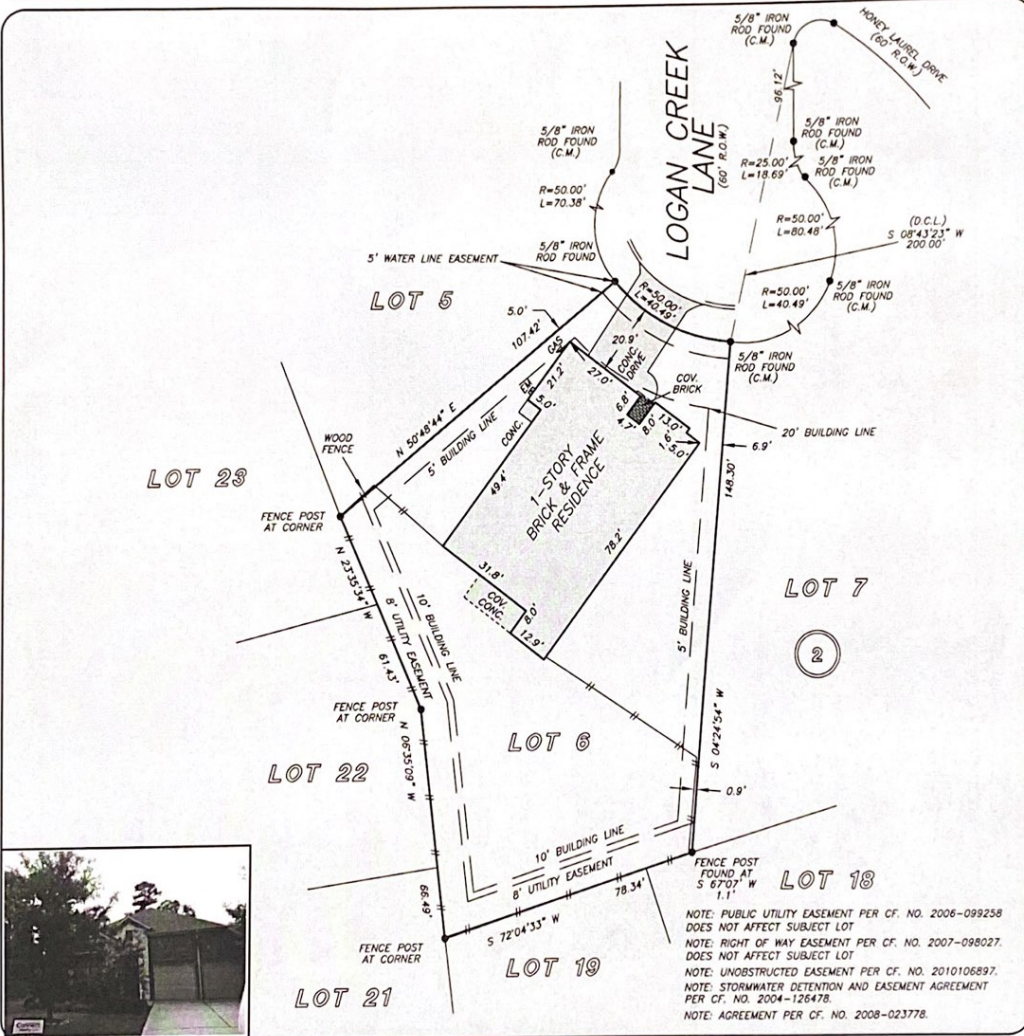 HONEY LAUREL DRIVE
(60' R.O.W.)
5/8" IRON
ROD FOUND
(C.M.)
96.12'
LOGAN CREEK
LANE
(60' R.O.W.)
5/8" IRON
ROD FOUND
(C.M.)
5/8" IRON
ROD FOUND
(C.M.)
R=25.00'
L=18.69'
5/8" IRON
ROD FOUND
(C.M.)
R=50.00'
L=70.38'
R=50.00'
L=80.48'
(D.C.L.)
S 08°43'23" W
200.00'
5/8" IRON
ROD FOUND
5' WATER LINE EASEMENT
LOT 5
R=50.00'
L=40.49'
R=50.00'
L=40.49'
5/8" IRON
ROD FOUND
(C.M.)
5.0'
107.42'
20.9'
CONC.
DRIVE
GAS
5/8" IRON
ROD FOUND
(C.M.)
21.2'
27.0'
COV.
BRICK
EM
5.0'
6.8'
4.7'
8.0'
13.0'
1.6'
5.0'
20' BUILDING LINE
6.9'
CONC.
N 50°48'44" E
5' BUILDING LINE
WOOD
FENCE
LOT 23
49.4'
1-STORY
BRICK & FRAME
RESIDENCE
148.30'
FENCE POST
AT CORNER
78.2'
N 23°35'34" W
31.8'
COV.
CONC.
8.0'
12.9'
LOT 7
2
5' BUILDING LINE
10' BUILDING LINE
8' UTILITY EASEMENT
61.43'
FENCE POST
AT CORNER
N 06°35'09" W
S 04°24'54" W
LOT 6
LOT 22
0.9'
10' BUILDING LINE
8' UTILITY EASEMENT
78.34'
FENCE POST
FOUND AT
S 67°07' W
1.1'
LOT 18
66.49'
S 72°04'33" W
FENCE POST
AT CORNER
LOT 19
LOT 21
NOTE: PUBLIC UTILITY EASEMENT PER CF. NO. 2006-099258
DOES NOT AFFECT SUBJECT LOT
NOTE: RIGHT OF WAY EASEMENT PER CF. NO. 2007-098027.
DOES NOT AFFECT SUBJECT LOT
NOTE: UNOBSTRUCTED EASEMENT PER CF. NO. 2010106897.
NOTE: STORMWATER DETENTION AND EASEMENT AGREEMENT
PER CF. NO. 2004-126478.
NOTE: AGREEMENT PER CF. NO. 2008-023778.